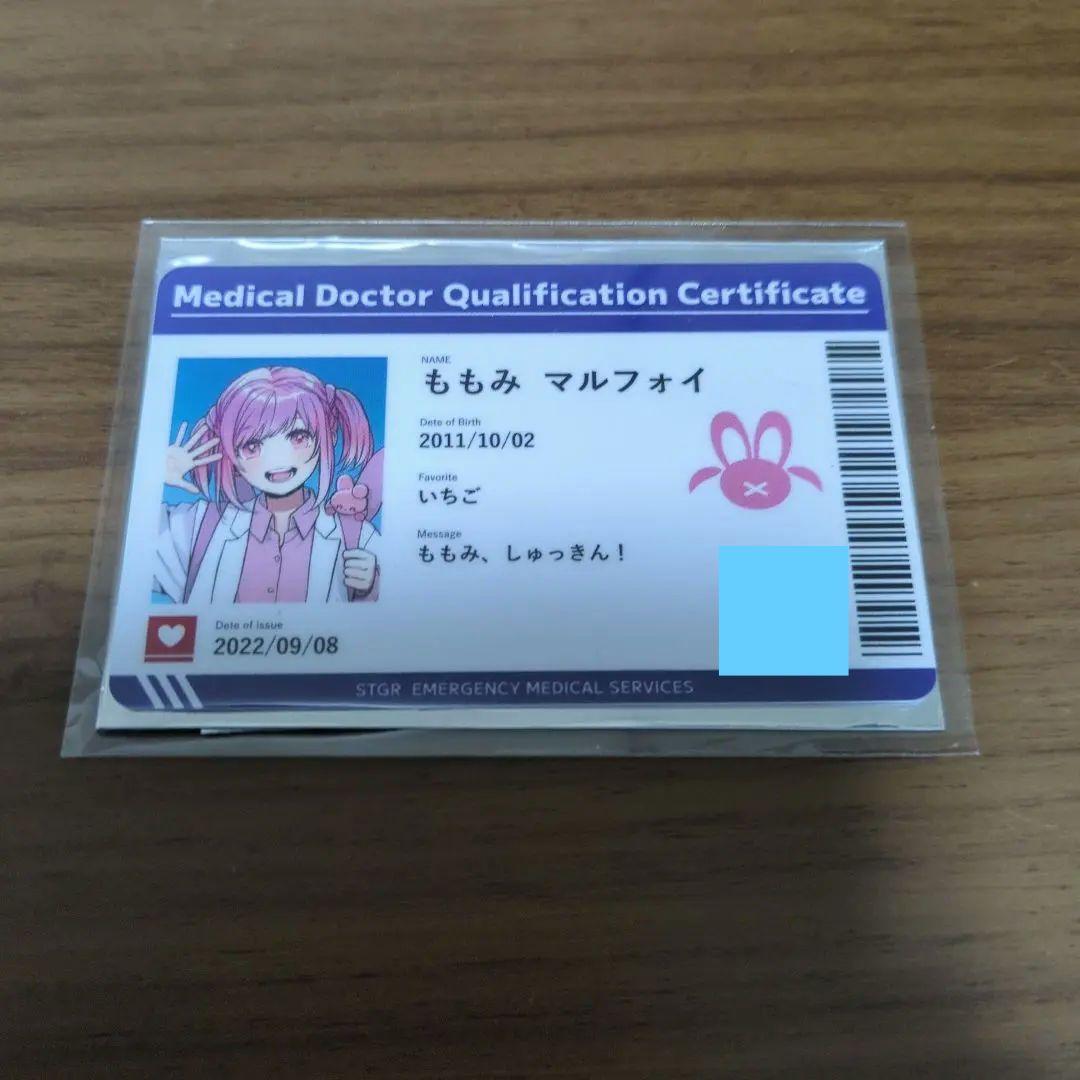 Medical Doctor Qualification Certificate
NAME
ももみ マルフォイ
Dete of Birth
2011/10/02
Favorite
いちご
Message
ももみ、しゅっきん！
Dete of issue
2022/09/08
STGR EMERGENCY MEDICAL SERVICES